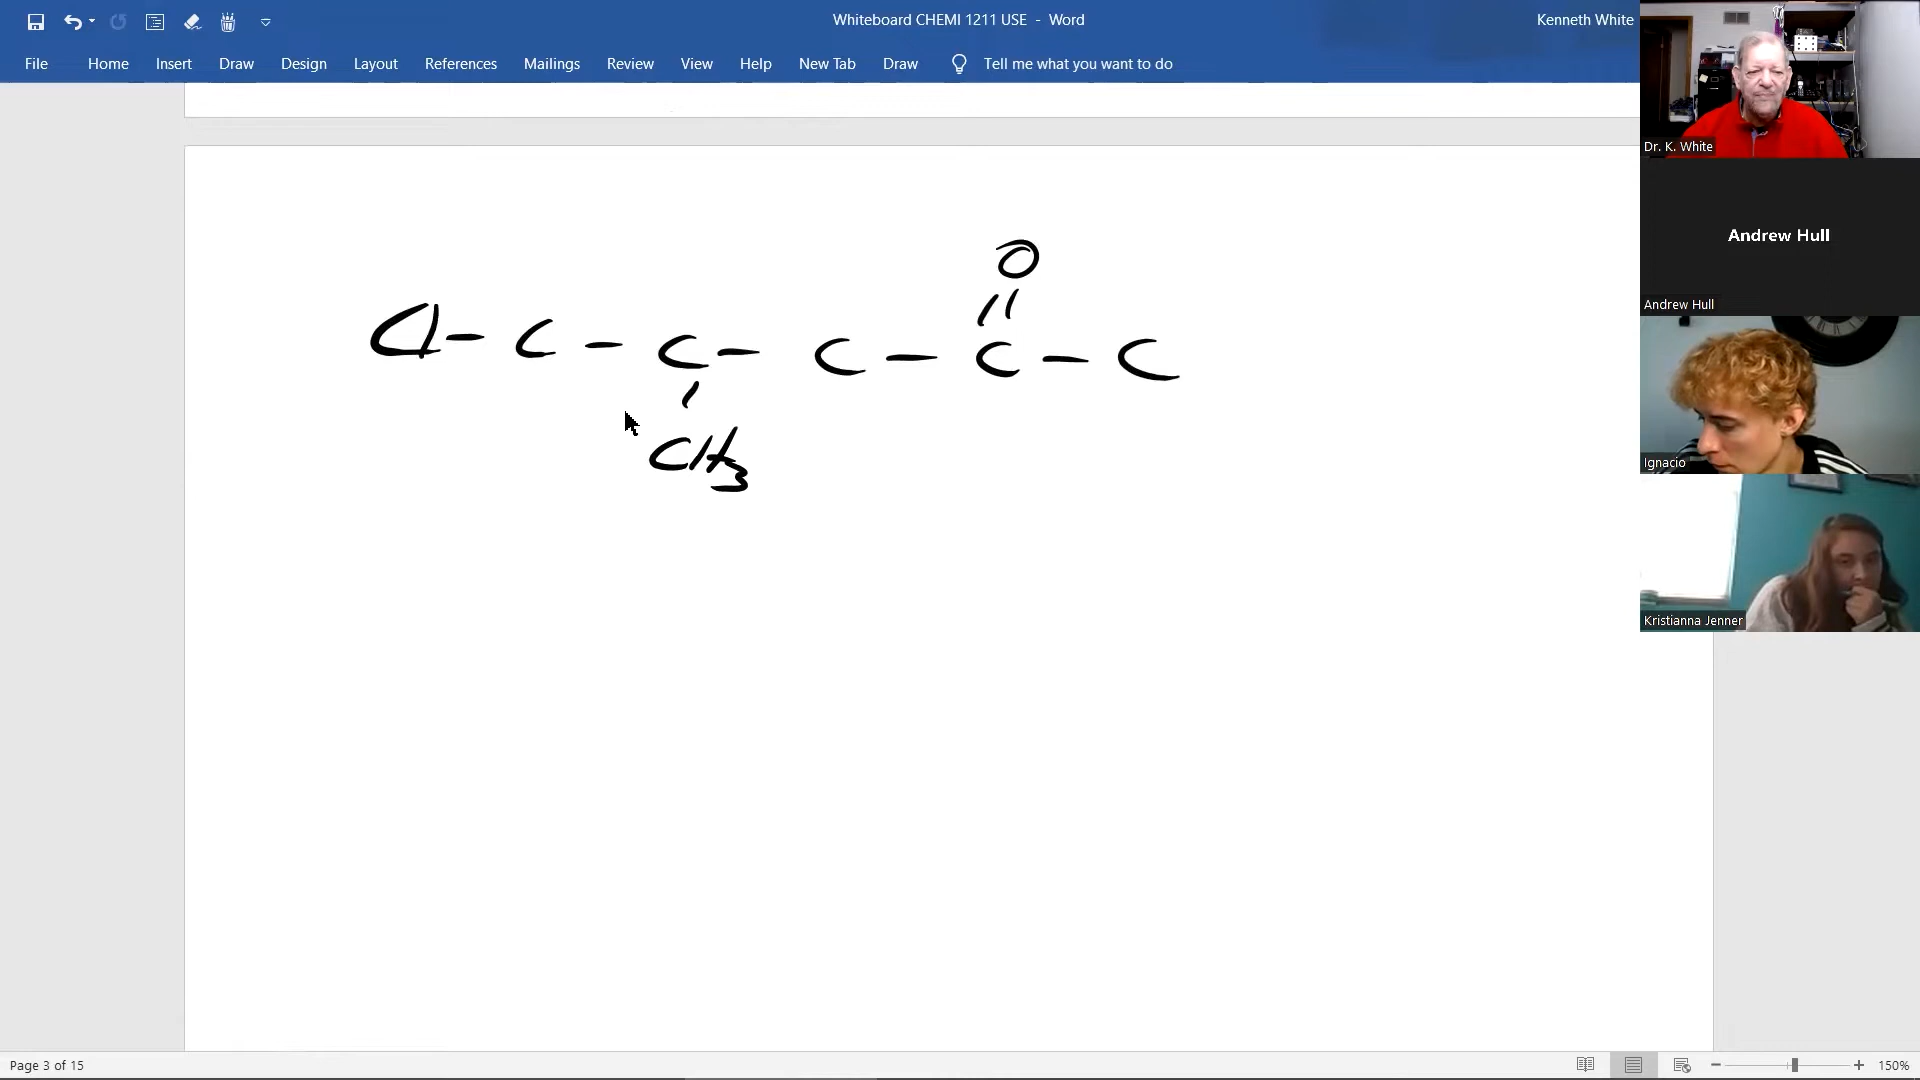 Whiteboard CHEMI 1211 USE - Word
Kenneth White
File Home Insert Draw Design Layout References Mailings Review View Help New Tab Draw Tell me what you want to do
Dr. K. White
Andrew Hull
Andrew Hull
Ignacio
Kristianna Jenner
O
Cl - C - C - C - C - C
CH3
Page 3 of 15
150%